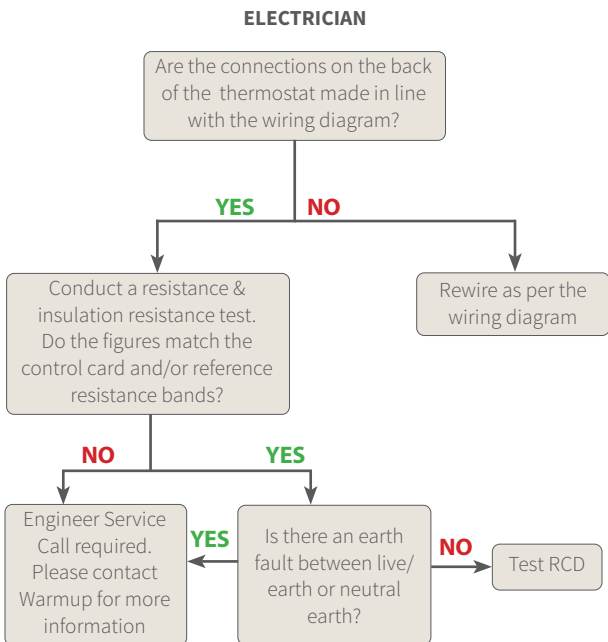 ELECTRICIAN
Are the connections on the back
of the thermostat made in line
with the wiring diagram?
YES
NO
Conduct a resistance &
insulation resistance test.
Do the figures match the
control card and/or reference
resistance bands?
Rewire as per the
wiring diagram
NO
YES
Engineer Service
Call required.
Please contact
Warmup for more
information
YES
Is there an earth
fault between live/
earth or neutral
earth?
NO
Test RCD